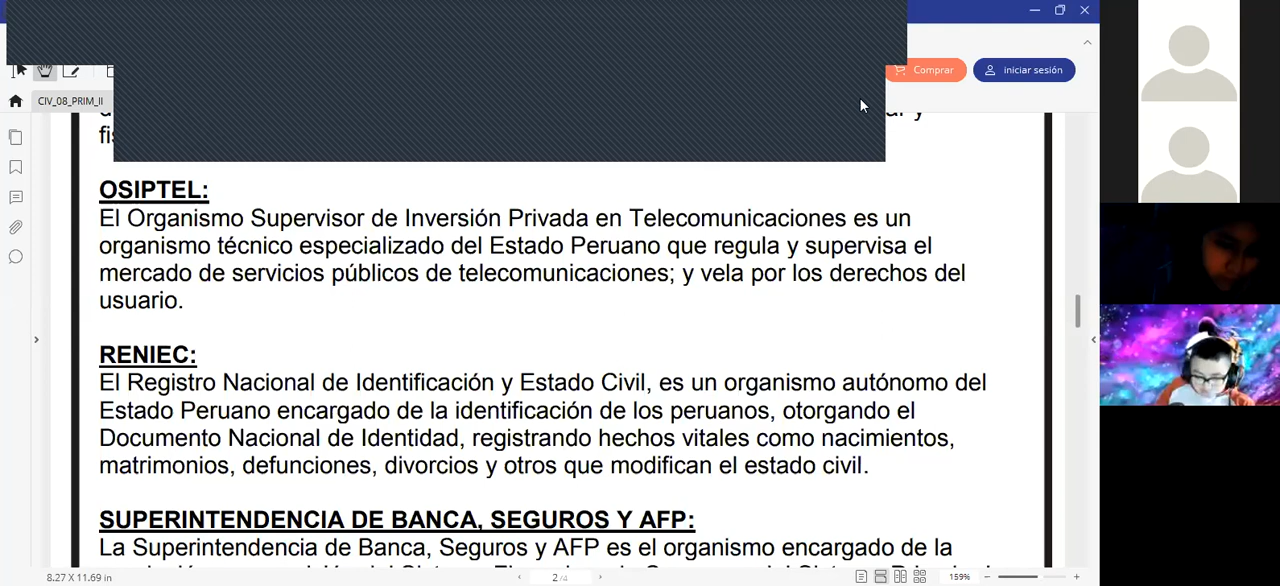 Comprar
iniciar sesión
CIV_08_PRIM_II
OSIPTEL:
El Organismo Supervisor de Inversión Privada en Telecomunicaciones es un
organismo técnico especializado del Estado Peruano que regula y supervisa el
mercado de servicios públicos de telecomunicaciones; y vela por los derechos del
usuario.
RENIEC:
El Registro Nacional de Identificación y Estado Civil, es un organismo autónomo del
Estado Peruano encargado de la identificación de los peruanos, otorgando el
Documento Nacional de Identidad, registrando hechos vitales como nacimientos,
matrimonios, defunciones, divorcios y otros que modifican el estado civil.
SUPERINTENDENCIA DE BANCA, SEGUROS Y AFP:
La Superintendencia de Banca, Seguros y AFP es el organismo encargado de la
8.27 X 11.69 in
2 /4
159%